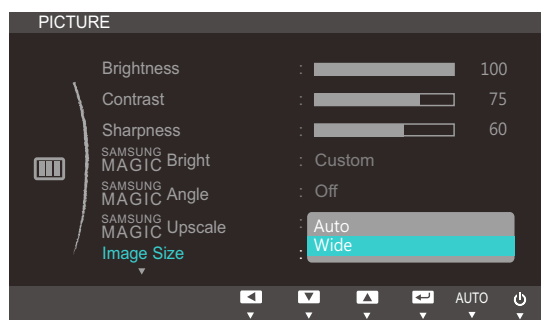 PICTURE
Brightness : 100
Contrast : 75
Sharpness : 60
SAMSUNG MAGIC Bright : Custom
SAMSUNG MAGIC Angle : Off
SAMSUNG MAGIC Upscale : Auto
Image Size : Wide
AUTO